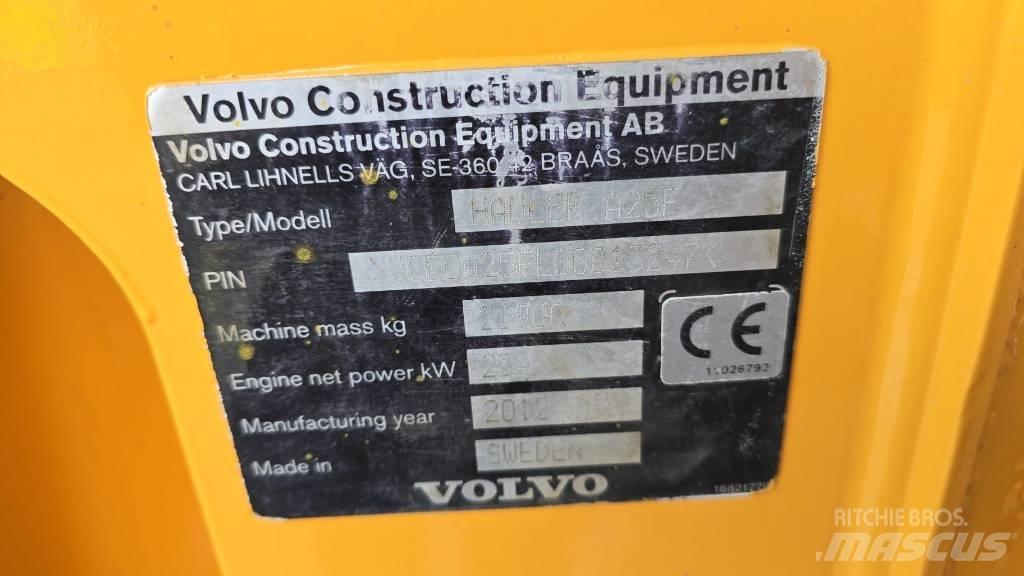 Volvo Construction Equipment
Volvo Construction Equipment AB
CARL LIHNELLS VÄG, SE-360 42 BRAÅS, SWEDEN
Type/Modell HAULER A25F
PIN
Machine mass kg
Engine net power kW
11026792
Manufacturing year 2012
Made in SWEDEN
VOLVO
RITCHIE BROS.
MASCUS